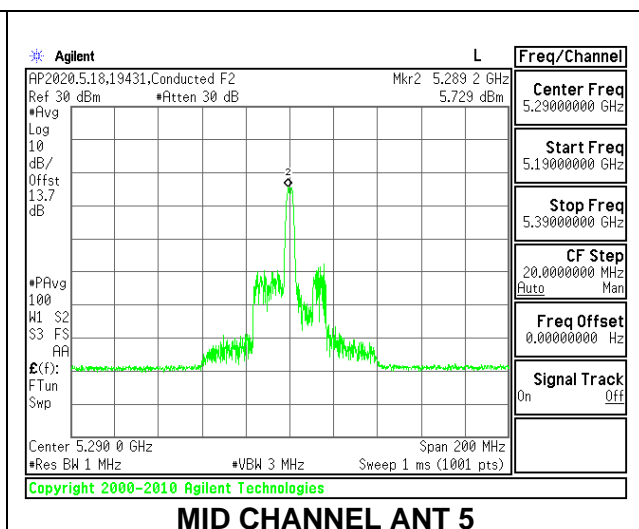 Agilent L
AP2020.5.18,19431,Conducted F2 Mkr2 5.289 2 GHz
Ref 30 dBm #Atten 30 dB 5.729 dBm
#Avg
Log
10
dB/
Offst
13.7
dB
2
#PAvg
100
W1 S2
S3 FS
AA
£(f):
FTun
Swp
Center 5.290 0 GHz Span 200 MHz
#Res BW 1 MHz #VBW 3 MHz Sweep 1 ms (1001 pts)
Copyright 2000-2010 Agilent Technologies
Freq/Channel
Center Freq
5.29000000 GHz
Start Freq
5.19000000 GHz
Stop Freq
5.39000000 GHz
CF Step
20.0000000 MHz
Auto Man
Freq Offset
0.00000000 Hz
Signal Track
On Off
MID CHANNEL ANT 5